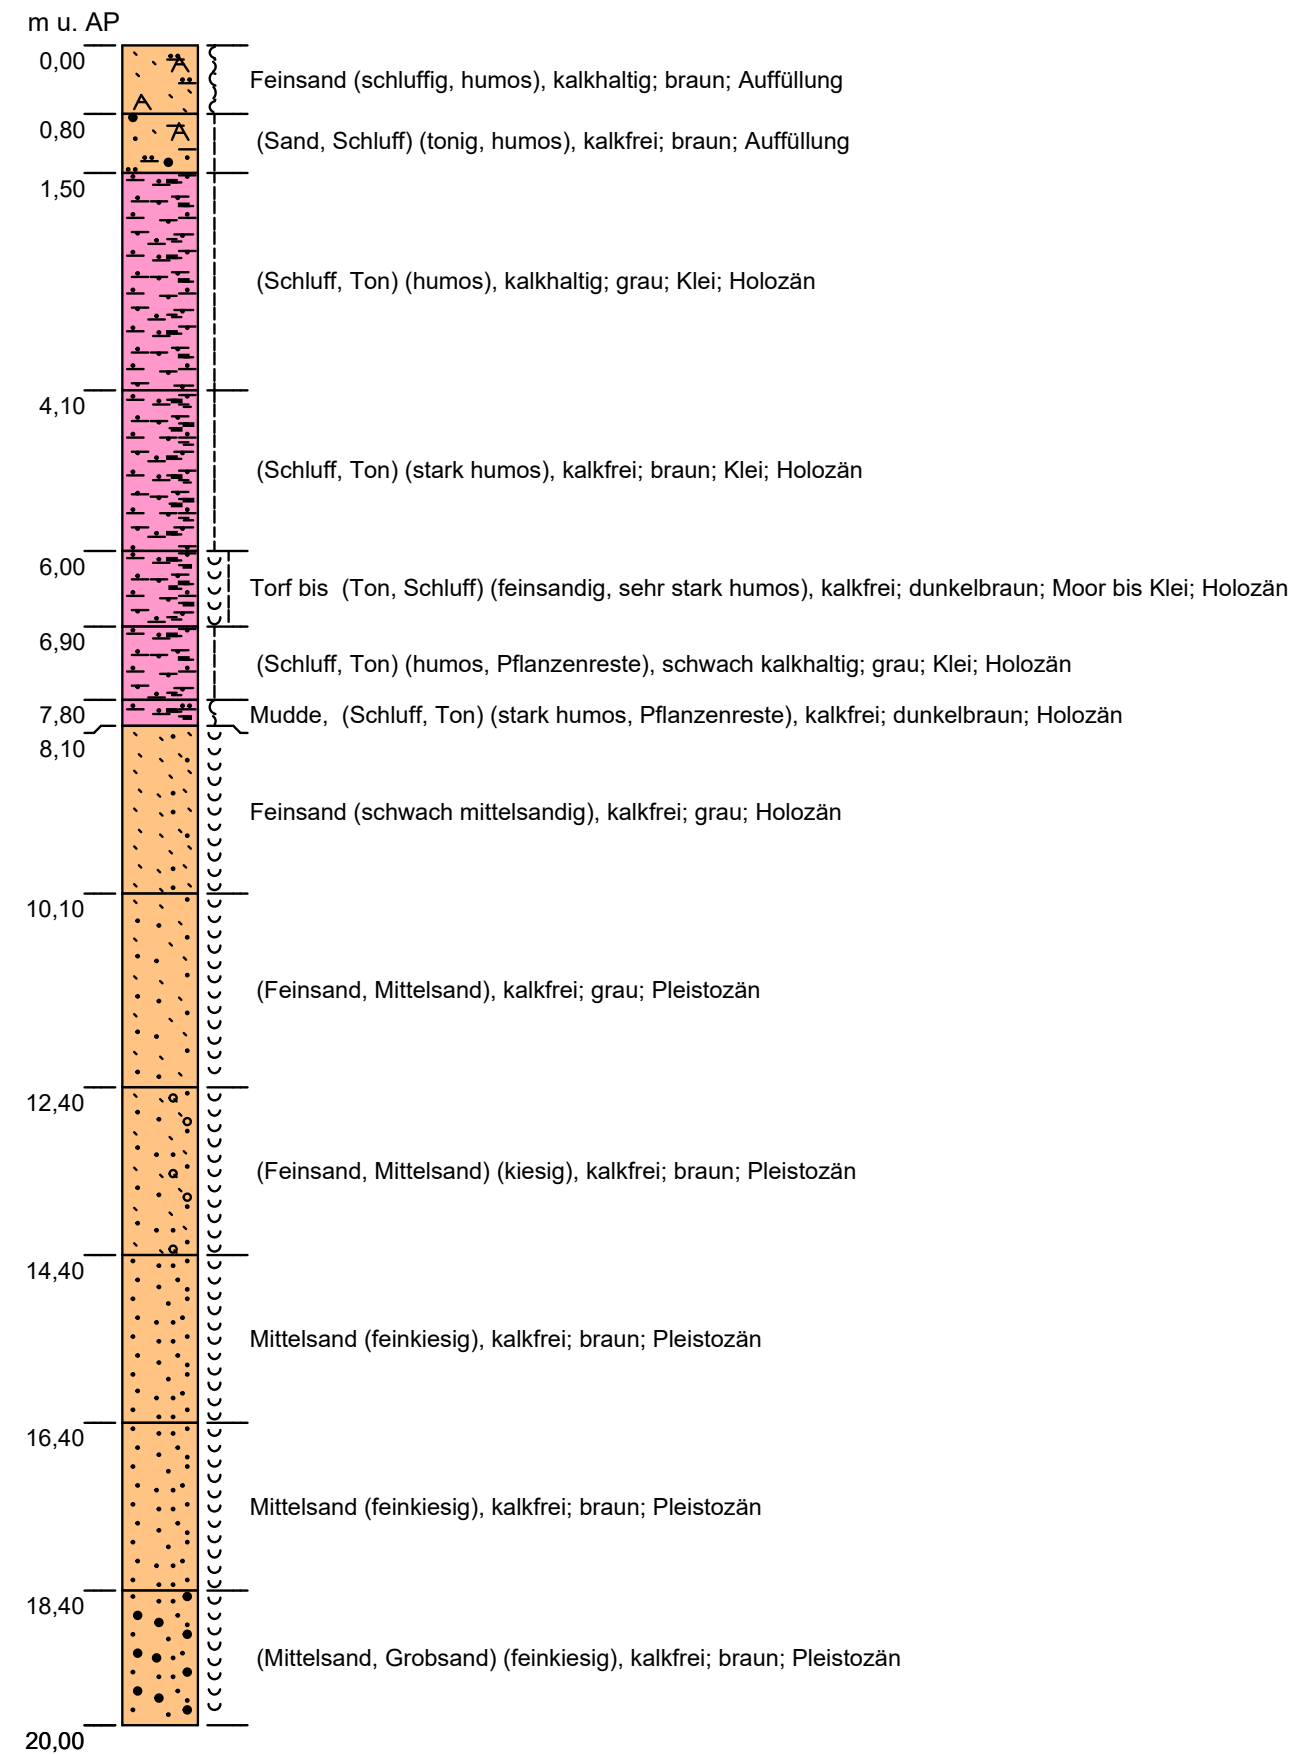 m u. AP
0,00
Feinsand (schluffig, humos), kalkhaltig; braun; Auffüllung
0,80
(Sand, Schluff) (tonig, humos), kalkfrei; braun; Auffüllung
1,50
(Schluff, Ton) (humos), kalkhaltig; grau; Klei; Holozän
4,10
(Schluff, Ton) (stark humos), kalkfrei; braun; Klei; Holozän
6,00
Torf bis (Ton, Schluff) (feinsandig, sehr stark humos), kalkfrei; dunkelbraun; Moor bis Klei; Holozän
6,90
(Schluff, Ton) (humos, Pflanzenreste), schwach kalkhaltig; grau; Klei; Holozän
7,80
Mudde, (Schluff, Ton) (stark humos, Pflanzenreste), kalkfrei; dunkelbraun; Holozän
8,10
Feinsand (schwach mittelsandig), kalkfrei; grau; Holozän
10,10
(Feinsand, Mittelsand), kalkfrei; grau; Pleistozän
12,40
(Feinsand, Mittelsand) (kiesig), kalkfrei; braun; Pleistozän
14,40
Mittelsand (feinkiesig), kalkfrei; braun; Pleistozän
16,40
Mittelsand (feinkiesig), kalkfrei; braun; Pleistozän
18,40
(Mittelsand, Grobsand) (feinkiesig), kalkfrei; braun; Pleistozän
20,00